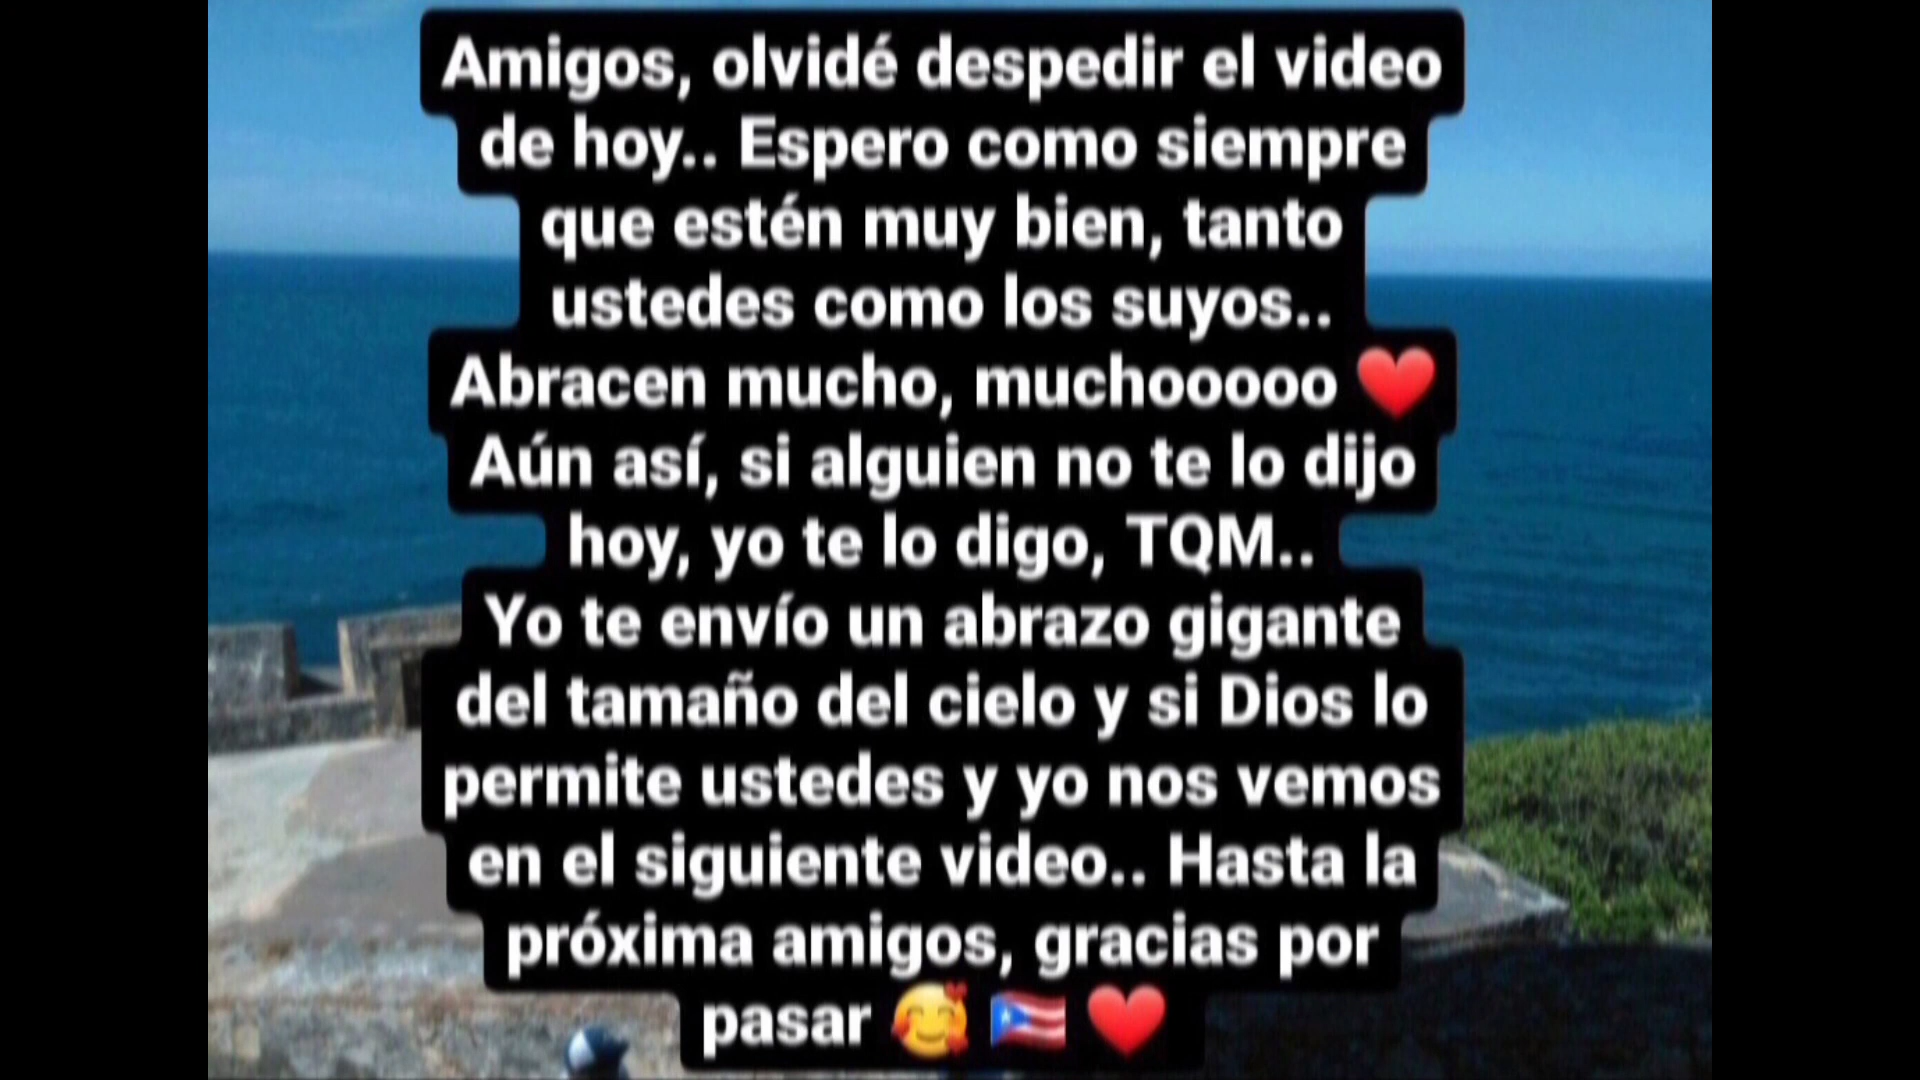 Amigos, olvidé despedir el video
de hoy.. Espero como siempre
que estén muy bien, tanto
ustedes como los suyos..
Abracen mucho, muchooooo ❤️
Aún así, si alguien no te lo dijo
hoy, yo te lo digo, TQM..
Yo te envío un abrazo gigante
del tamaño del cielo y si Dios lo
permite ustedes y yo nos vemos
en el siguiente video.. Hasta la
próxima amigos, gracias por
pasar 🥰 🇵🇷 ❤️